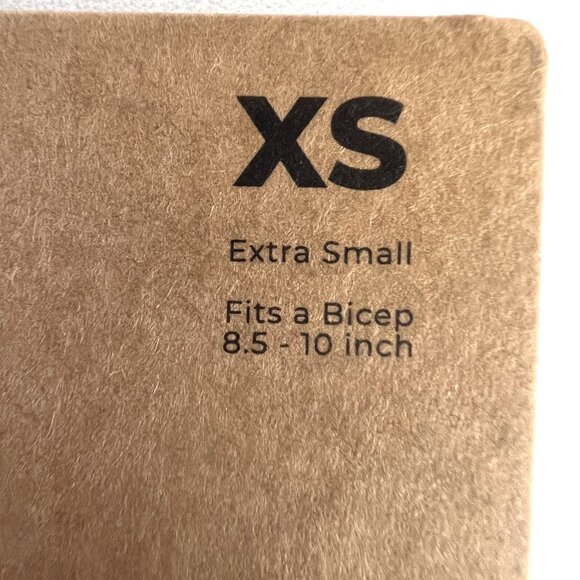 XS
Extra Small
Fits a Bicep
8.5 - 10 inch